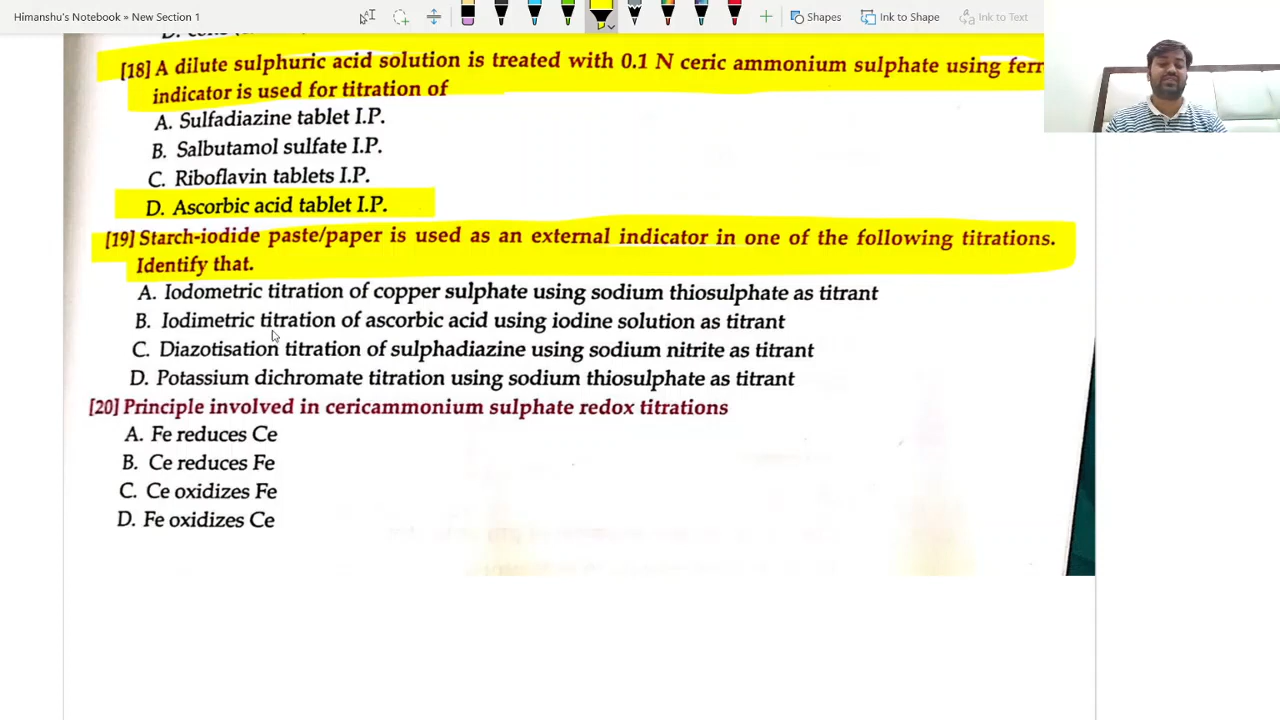 Himanshu's Notebook » New Section 1
Shapes
Ink to Shape
Ink to Text
[18] A dilute sulphuric acid solution is treated with 0.1 N ceric ammonium sulphate using
indicator is used for titration of
A. Sulfadiazine tablet I.P.
B. Salbutamol sulfate I.P.
C. Riboflavin tablets I.P.
D. Ascorbic acid tablet I.P.
[19] Starch-iodide paste/paper is used as an external indicator in one of the following titrations.
Identify that.
A. Iodometric titration of copper sulphate using sodium thiosulphate as titrant
B. Iodimetric titration of ascorbic acid using iodine solution as titrant
C. Diazotisation titration of sulphadiazine using sodium nitrite as titrant
D. Potassium dichromate titration using sodium thiosulphate as titrant
[20] Principle involved in cericammonium sulphate redox titrations
A. Fe reduces Ce
B. Ce reduces Fe
C. Ce oxidizes Fe
D. Fe oxidizes Ce